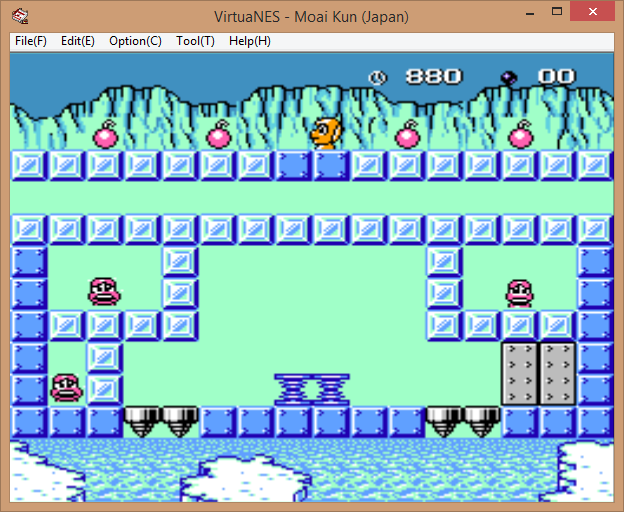 VirtuaNES - Moai Kun (Japan)
File(F) Edit(E) Option(C) Tool(T) Help(H)
880 00